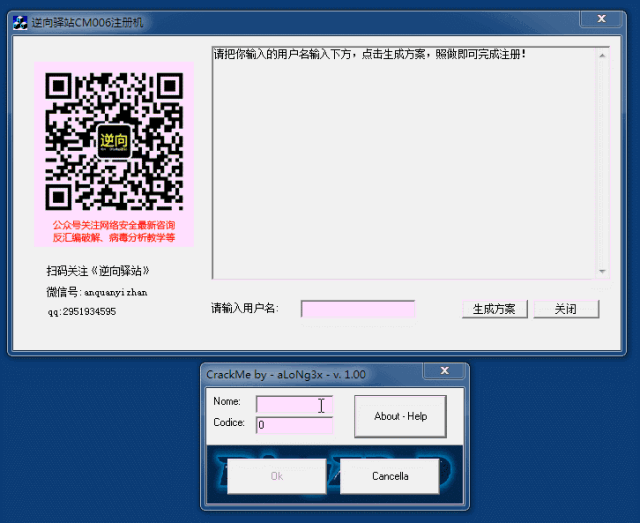 逆向驿站CM006注册机
请把你输入的用户名输入下方，点击生成方案，照做即可完成注册！
逆向
公众号关注网络安全最新咨询
反汇编破解、病毒分析教学等
扫码关注《逆向驿站》
微信号:anquanyizhan
qq:2951934595
请输入用户名:
生成方案
关闭
CrackMe by - aLoNg3x - v. 1.00
Nome:
Codice:
0
About - Help
Ok
Cancella